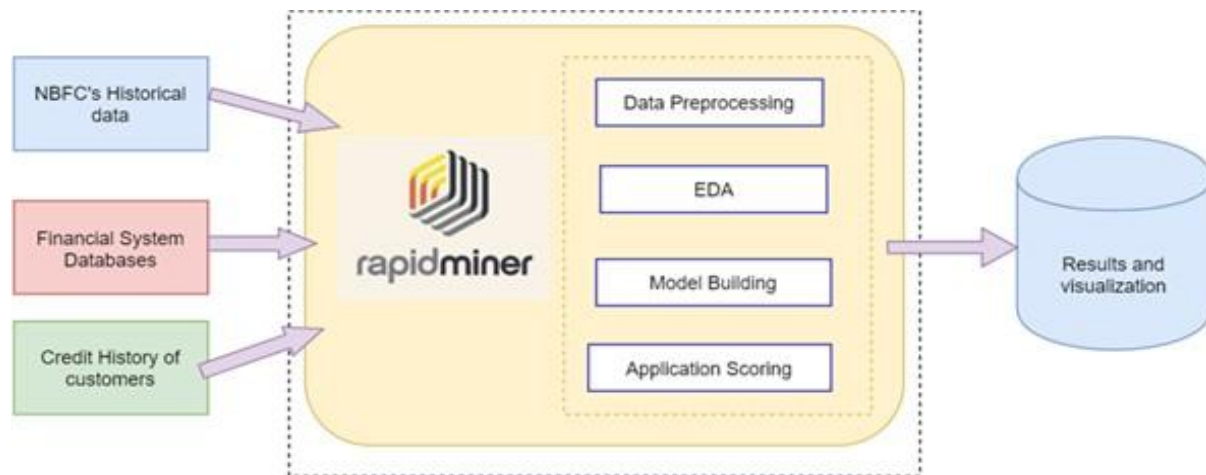 NBFC's Historical
data
Financial System
Databases
Credit History of
customers
rapidminer
Data Preprocessing
EDA
Model Building
Application Scoring
Results and
visualization